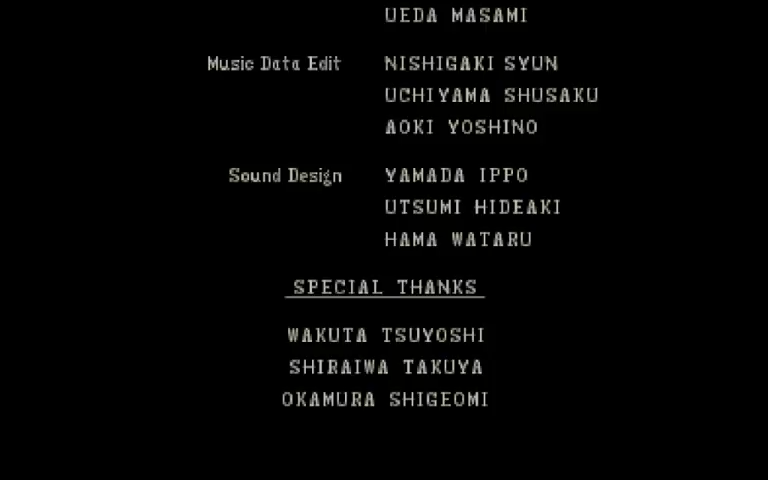 UEDA MASAMI
Music Data Edit NISHIGAKI SYUN
UCHIYAMA SHUSAKU
AOKI YOSHINO
Sound Design YAMADA IPPO
UTSUMI HIDEAKI
HAMA WATARU
SPECIAL THANKS
WAKUTA TSUYOSHI
SHIRAIWA TAKUYA
OKAMURA SHIGEOMI